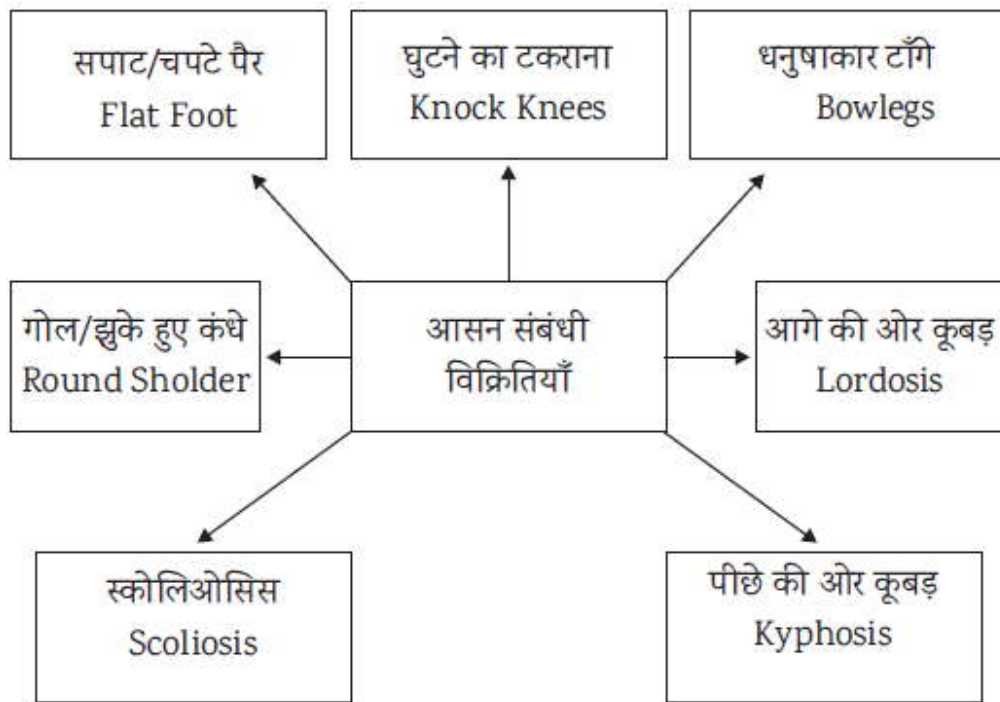 सपाट/चपटे पैर
Flat Foot
घुटने का टकराना
Knock Knees
धनुषाकार टाँगे
Bowlegs
गोल/झुके हुए कंधे
Round Sholder
आसन संबंधी
विक्रितियाँ
आगे की ओर कूबड़
Lordosis
स्कोलिओसिस
Scoliosis
पीछे की ओर कूबड़
Kyphosis